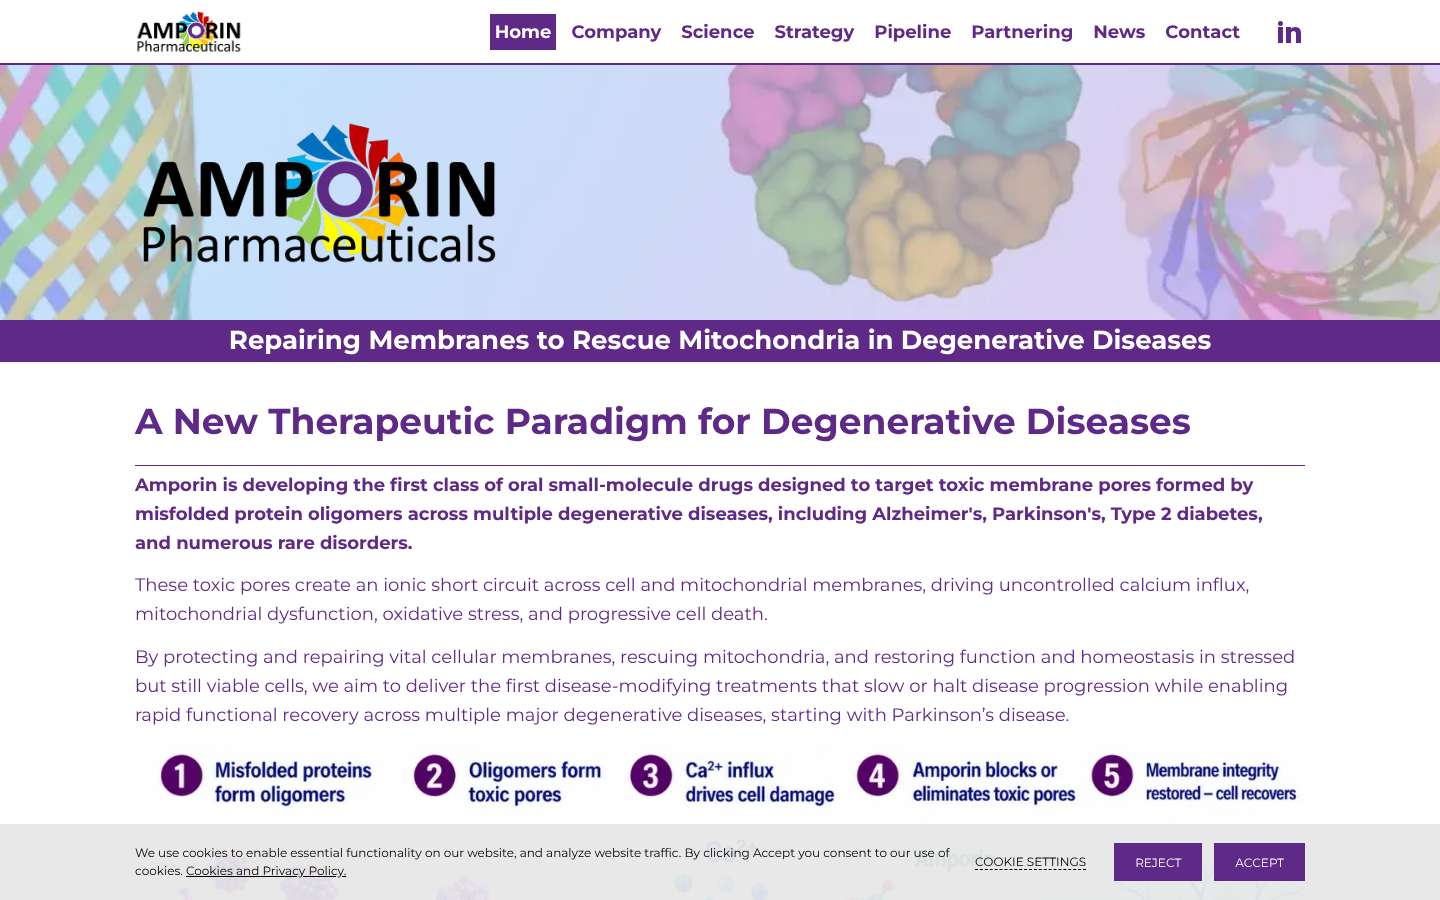 AMPORIN
Pharmaceuticals
Home Company Science Strategy Pipeline Partnering News Contact
in
AMPORIN
Pharmaceuticals
Repairing Membranes to Rescue Mitochondria in Degenerative Diseases
A New Therapeutic Paradigm for Degenerative Diseases
Amporin is developing the first class of oral small-molecule drugs designed to target toxic membrane pores formed by
misfolded protein oligomers across multiple degenerative diseases, including Alzheimer's, Parkinson's, Type 2 diabetes,
and numerous rare disorders.
These toxic pores create an ionic short circuit across cell and mitochondrial membranes, driving uncontrolled calcium influx,
mitochondrial dysfunction, oxidative stress, and progressive cell death.
By protecting and repairing vital cellular membranes, rescuing mitochondria, and restoring function and homeostasis in stressed
but still viable cells, we aim to deliver the first disease-modifying treatments that slow or halt disease progression while enabling
rapid functional recovery across multiple major degenerative diseases, starting with Parkinson’s disease.
1 Misfolded proteins
form oligomers
2 Oligomers form
toxic pores
3 Ca²⁺ influx
drives cell damage
4 Amporin blocks or
eliminates toxic pores
5 Membrane integrity
restored – cell recovers
We use cookies to enable essential functionality on our website, and analyze website traffic. By clicking Accept you consent to our use of
cookies. Cookies and Privacy Policy.
COOKIE SETTINGS
REJECT
ACCEPT